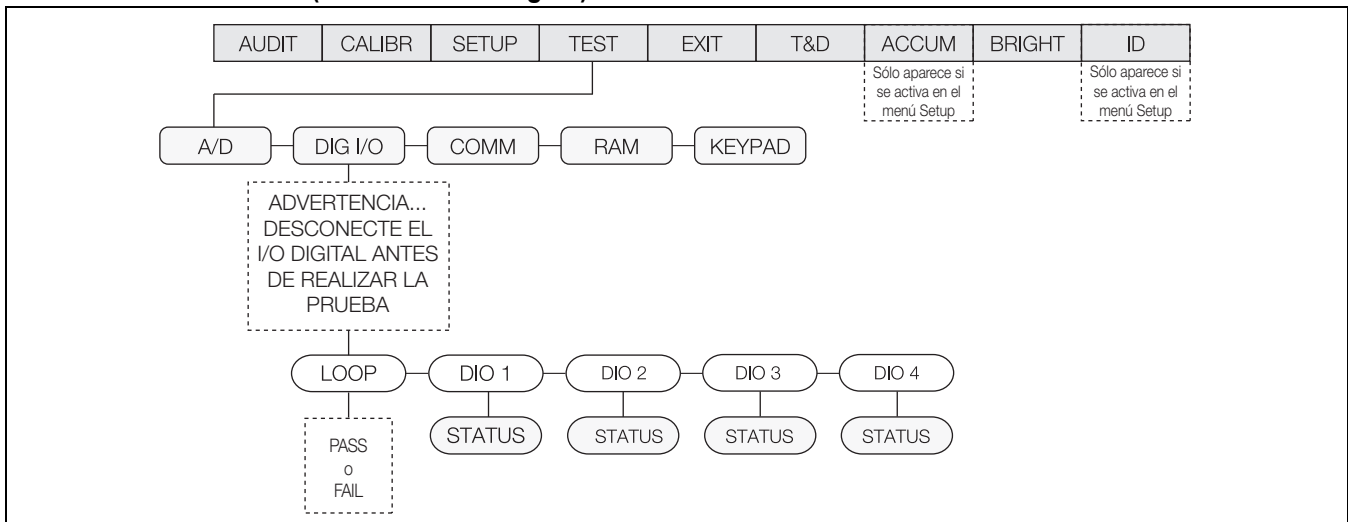 AUDIT CALIBR SETUP TEST EXIT T&D ACCUM BRIGHT ID
Sólo aparece si
se activa en el
menú Setup
Sólo aparece si
se activa en el
menú Setup
A/D DIG I/O COMM RAM KEYPAD
ADVERTENCIA...
DESCONECTE EL
I/O DIGITAL ANTES
DE REALIZAR LA
PRUEBA
LOOP DIO 1 DIO 2 DIO 3 DIO 4
STATUS STATUS STATUS STATUS
PASS
o
FAIL